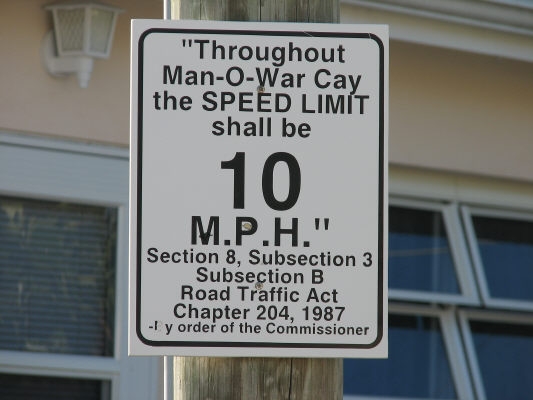 "Throughout
Man-O-War Cay
the SPEED LIMIT
shall be
10
M.P.H."
Section 8, Subsection 3
Subsection B
Road Traffic Act
Chapter 204, 1987
-By order of the Commissioner